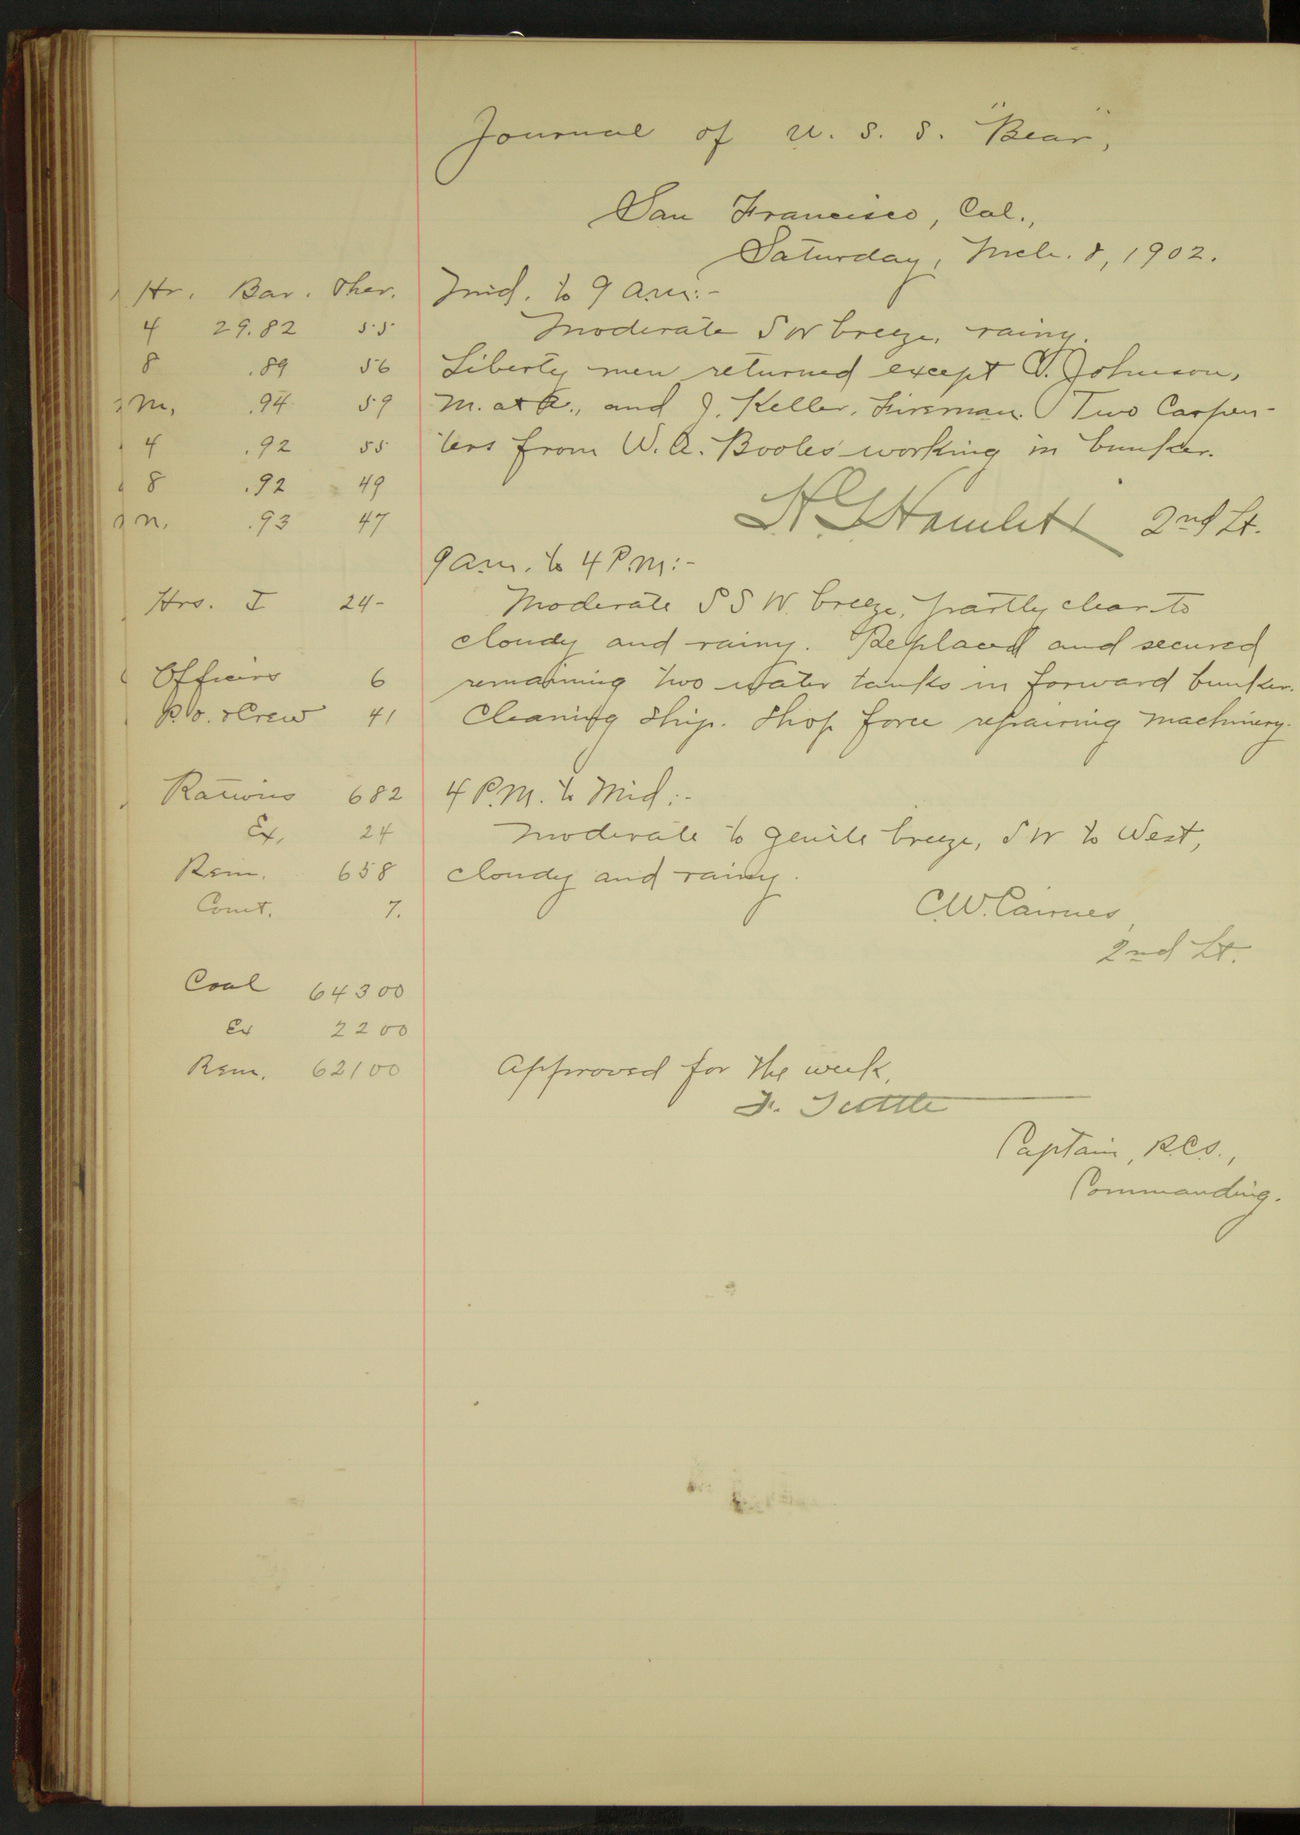 Journal of U. S. S. "Bear",
San Francisco, Cal.,
Saturday, Mch. 8, 1902.
Hr. Bar. Ther.
4 29.82 55
8 .89 56
M. .94 59
4 .92 55
8 .92 49
n. .93 47
Hrs. I 24-
Officers 6
P.O. & Crew 41
Rations 682
Ex. 24
Rem. 658
Comt. 7.
Coal 64300
Ex 2200
Rem. 62100
Mid. to 9 a.m:-
Moderate SW breeze, rainy.
Liberty men returned except C. Johnson,
M. at A., and J. Keller, Fireman. Two Carpen-
ters from W. A. Booles' working in bunker.
H. G. Hamlet 2nd Lt.
9 a.m. to 4 P.M:-
Moderate SSW. breeze, partly clear to
cloudy and rainy. Replaced and secured
remaining two water tanks in forward bunker.
Cleaning ship. Shop force repairing machinery.
4 P.M. to Mid:-
Moderate to gentle breeze, SW to West,
cloudy and rainy.
C.W. Cairnes,
2nd Lt.
Approved for the week,
F. Tuttle
Captain, R.C.S.,
Commanding.